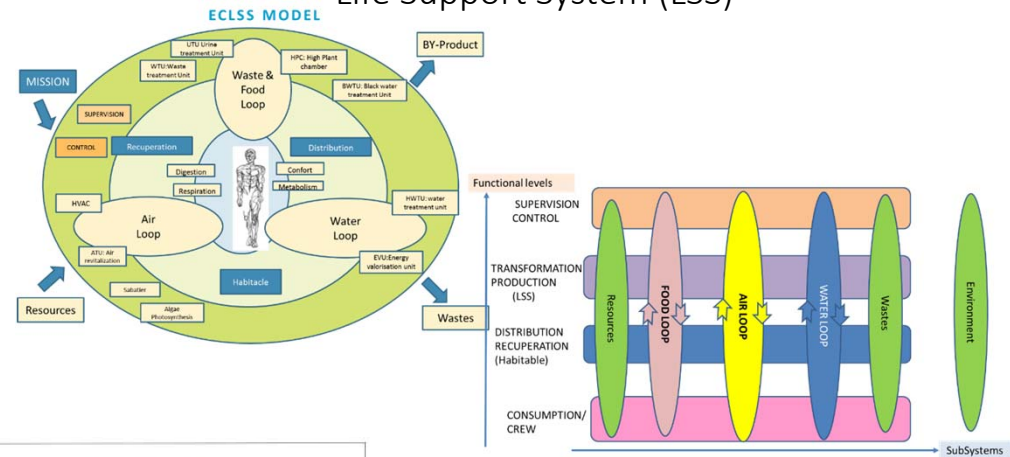 Life Support System (LSS)
ECLSS MODEL
UTU Urine
treatment Unit
WTU:Waste
treatment Unit
Waste &
Food
Loop
HPC: High Plant
chamber
BWTU: Black water
treatment Unit
BY-Product
MISSION
SUPERVISION
CONTROL
Recuperation
Distribution
Digestion
Respiration
Confort
Metabolism
HVAC
Air
Loop
Water
Loop
HWTU: water
treatment unit
ATU: Air
revitalization
EVU:Energy
valorisation unit
Habitacle
Sabatier
Algae
Photosynthesis
Resources
Wastes
Functional levels
SUPERVISION
CONTROL
TRANSFORMATION
PRODUCTION
(LSS)
DISTRIBUTION
RECUPERATION
(Habitable)
CONSUMPTION/
CREW
Resources
FOOD LOOP
AIR LOOP
WATER LOOP
Wastes
Environment
SubSystems